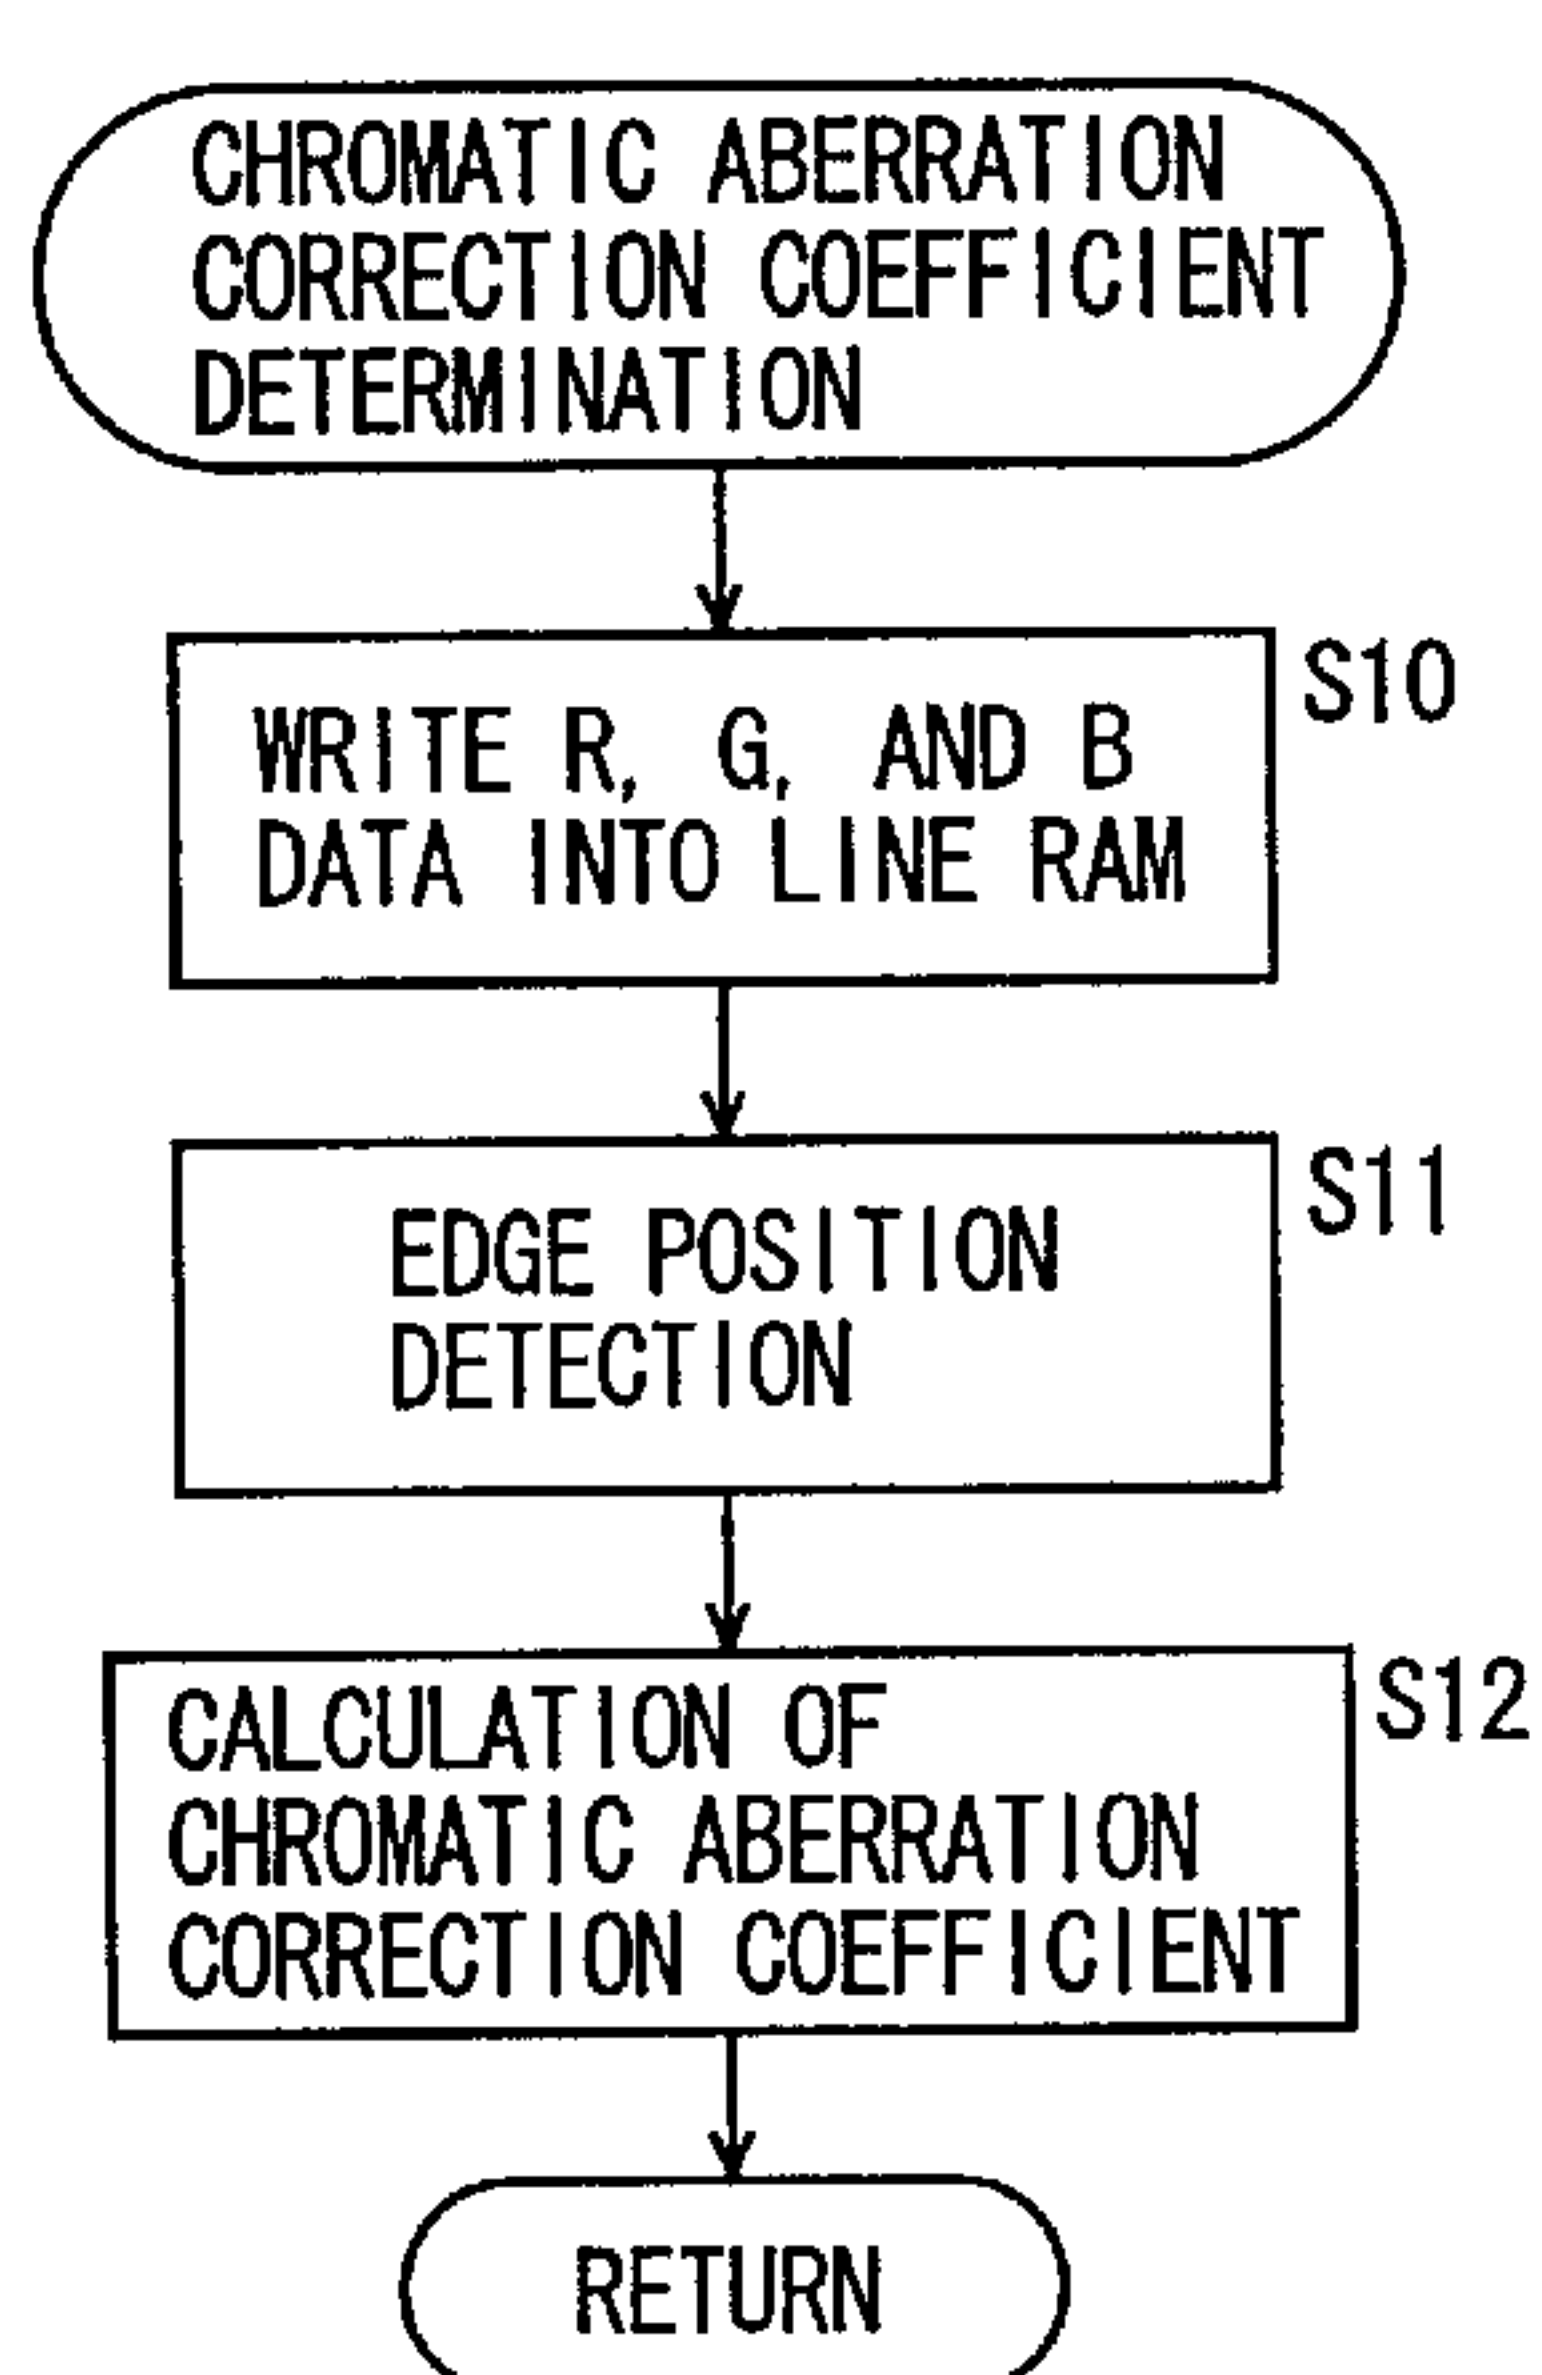 CHROMATIC ABERRATION
CORRECTION COEFFICIENT
DETERMINATION
S10
WRITE R, G, AND B
DATA INTO LINE RAM
S11
EDGE POSITION
DETECTION
S12
CALCULATION OF
CHROMATIC ABERRATION
CORRECTION COEFFICIENT
RETURN